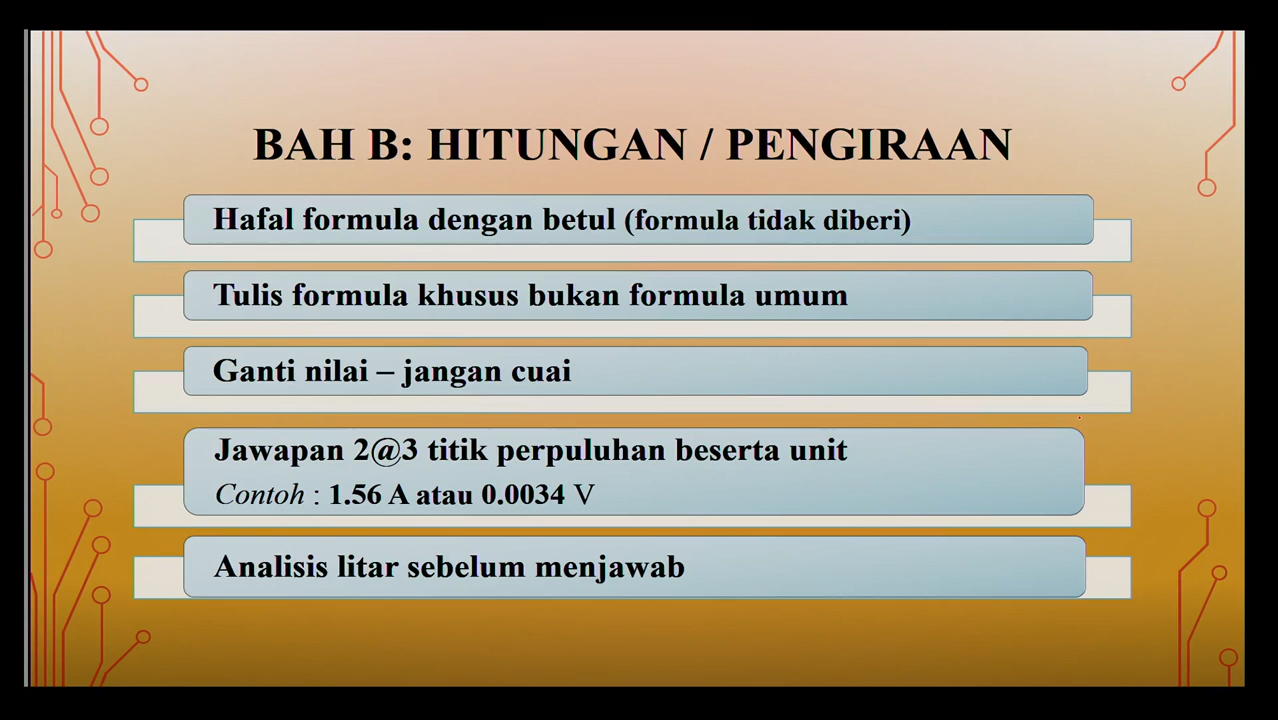 BAH B: HITUNGAN / PENGIRAAN
Hafal formula dengan betul (formula tidak diberi)
Tulis formula khusus bukan formula umum
Ganti nilai – jangan cuai
Jawapan 2@3 titik perpuluhan beserta unit
Contoh : 1.56 A atau 0.0034 V
Analisis litar sebelum menjawab